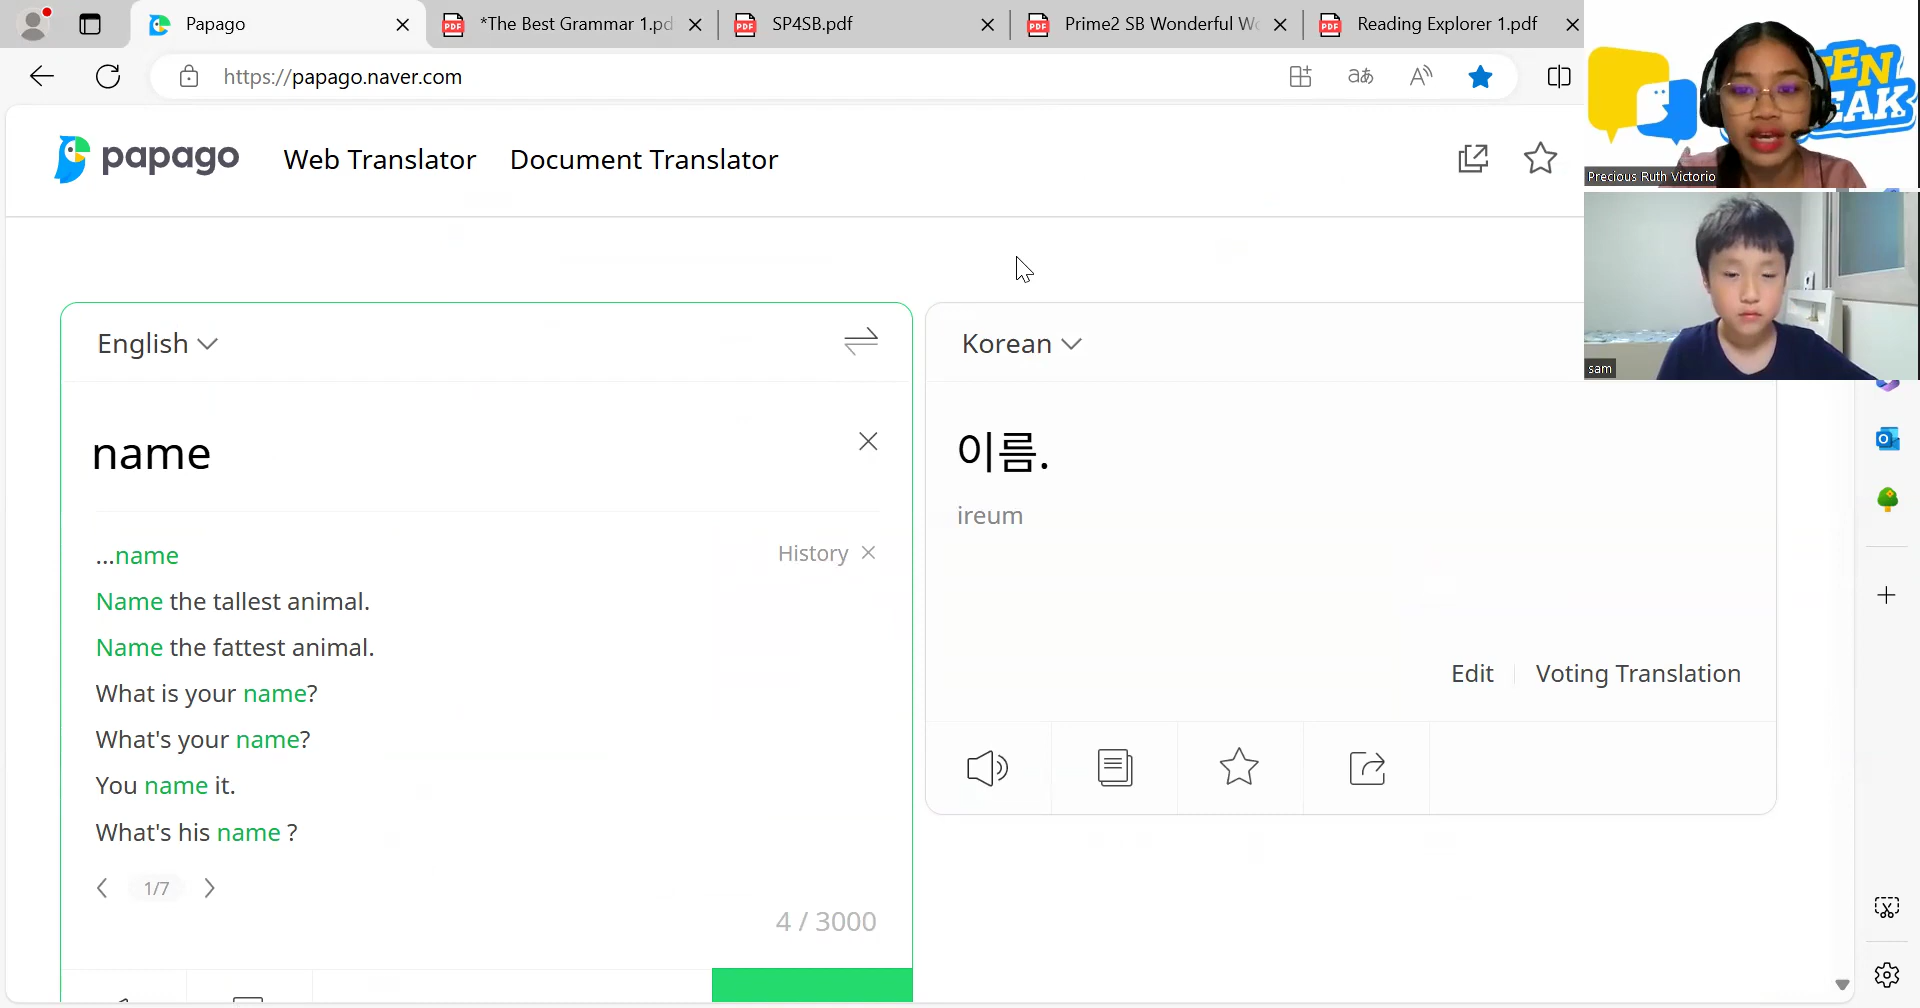 Papago
*The Best Grammar 1.pd
SP4SB.pdf
Prime2 SB Wonderful Wo
Reading Explorer 1.pdf
https://papago.naver.com
papago
Web Translator
Document Translator
Precious Ruth Victorio
sam
English
Korean
name
이름.
ireum
...name
History
Name the tallest animal.
Name the fattest animal.
What is your name?
What's your name?
You name it.
What's his name ?
1/7
4 / 3000
Edit
Voting Translation